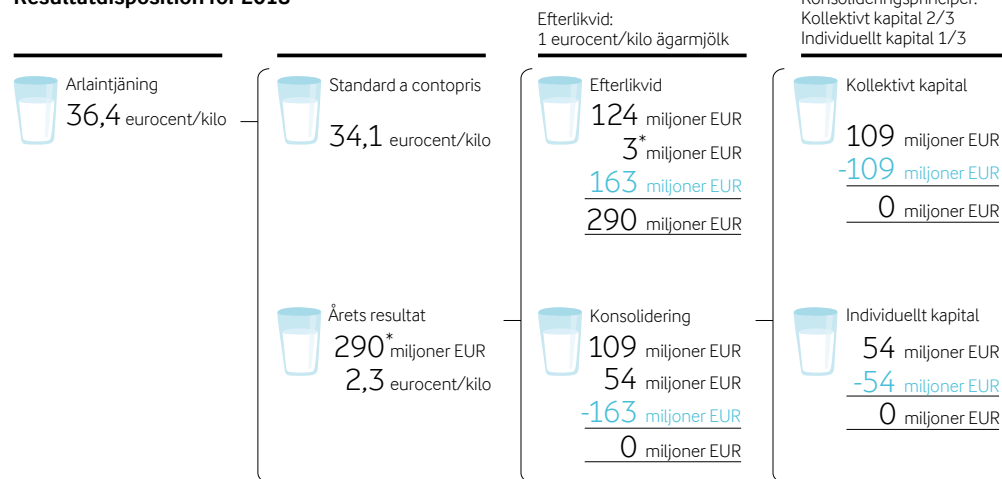 Resultatdisposition för 2018
Efterlikvid:
1 eurocent/kilo ägarmjölk
Konsolideringsprinciper:
Kollektivt kapital 2/3
Individuellt kapital 1/3
Arlaintjäning
36,4 eurocent/kilo
Standard a contopris
34,1 eurocent/kilo
Efterlikvid
124 miljoner EUR
3* miljoner EUR
163 miljoner EUR
290 miljoner EUR
Kollektivt kapital
109 miljoner EUR
-109 miljoner EUR
0 miljoner EUR
Årets resultat
290* miljoner EUR
2,3 eurocent/kilo
Konsolidering
109 miljoner EUR
54 miljoner EUR
-163 miljoner EUR
0 miljoner EUR
Individuellt kapital
54 miljoner EUR
-54 miljoner EUR
0 miljoner EUR